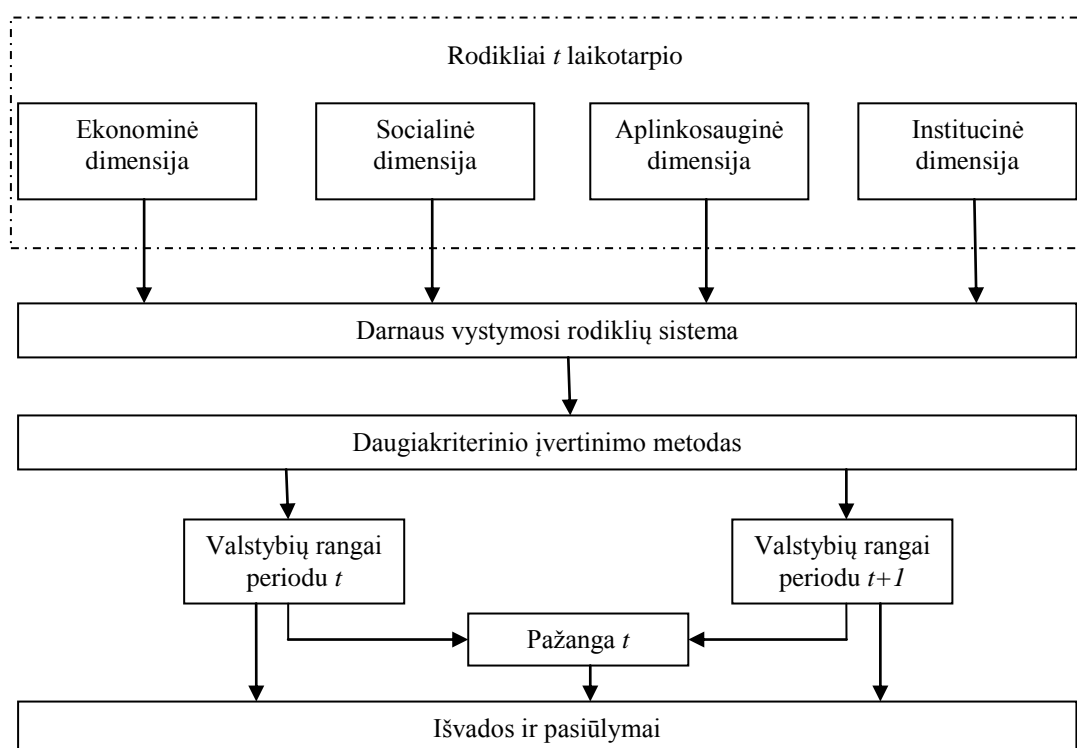 Rodikliai t laikotarpio
Ekonominė
dimensija
Socialinė
dimensija
Aplinkosauginė
dimensija
Institucinė
dimensija
Darnaus vystymosi rodiklių sistema
Daugiakriterinio įvertinimo metodas
Valstybių rangai
periodu t
Valstybių rangai
periodu t+1
Pažanga t
Išvados ir pasiūlymai